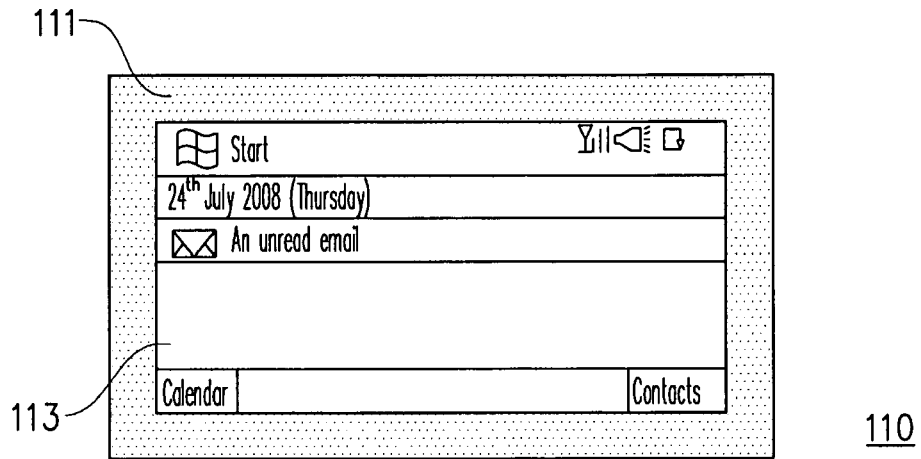 111
Start
24th July 2008 (Thursday)
An unread email
Calendar
Contacts
113
110